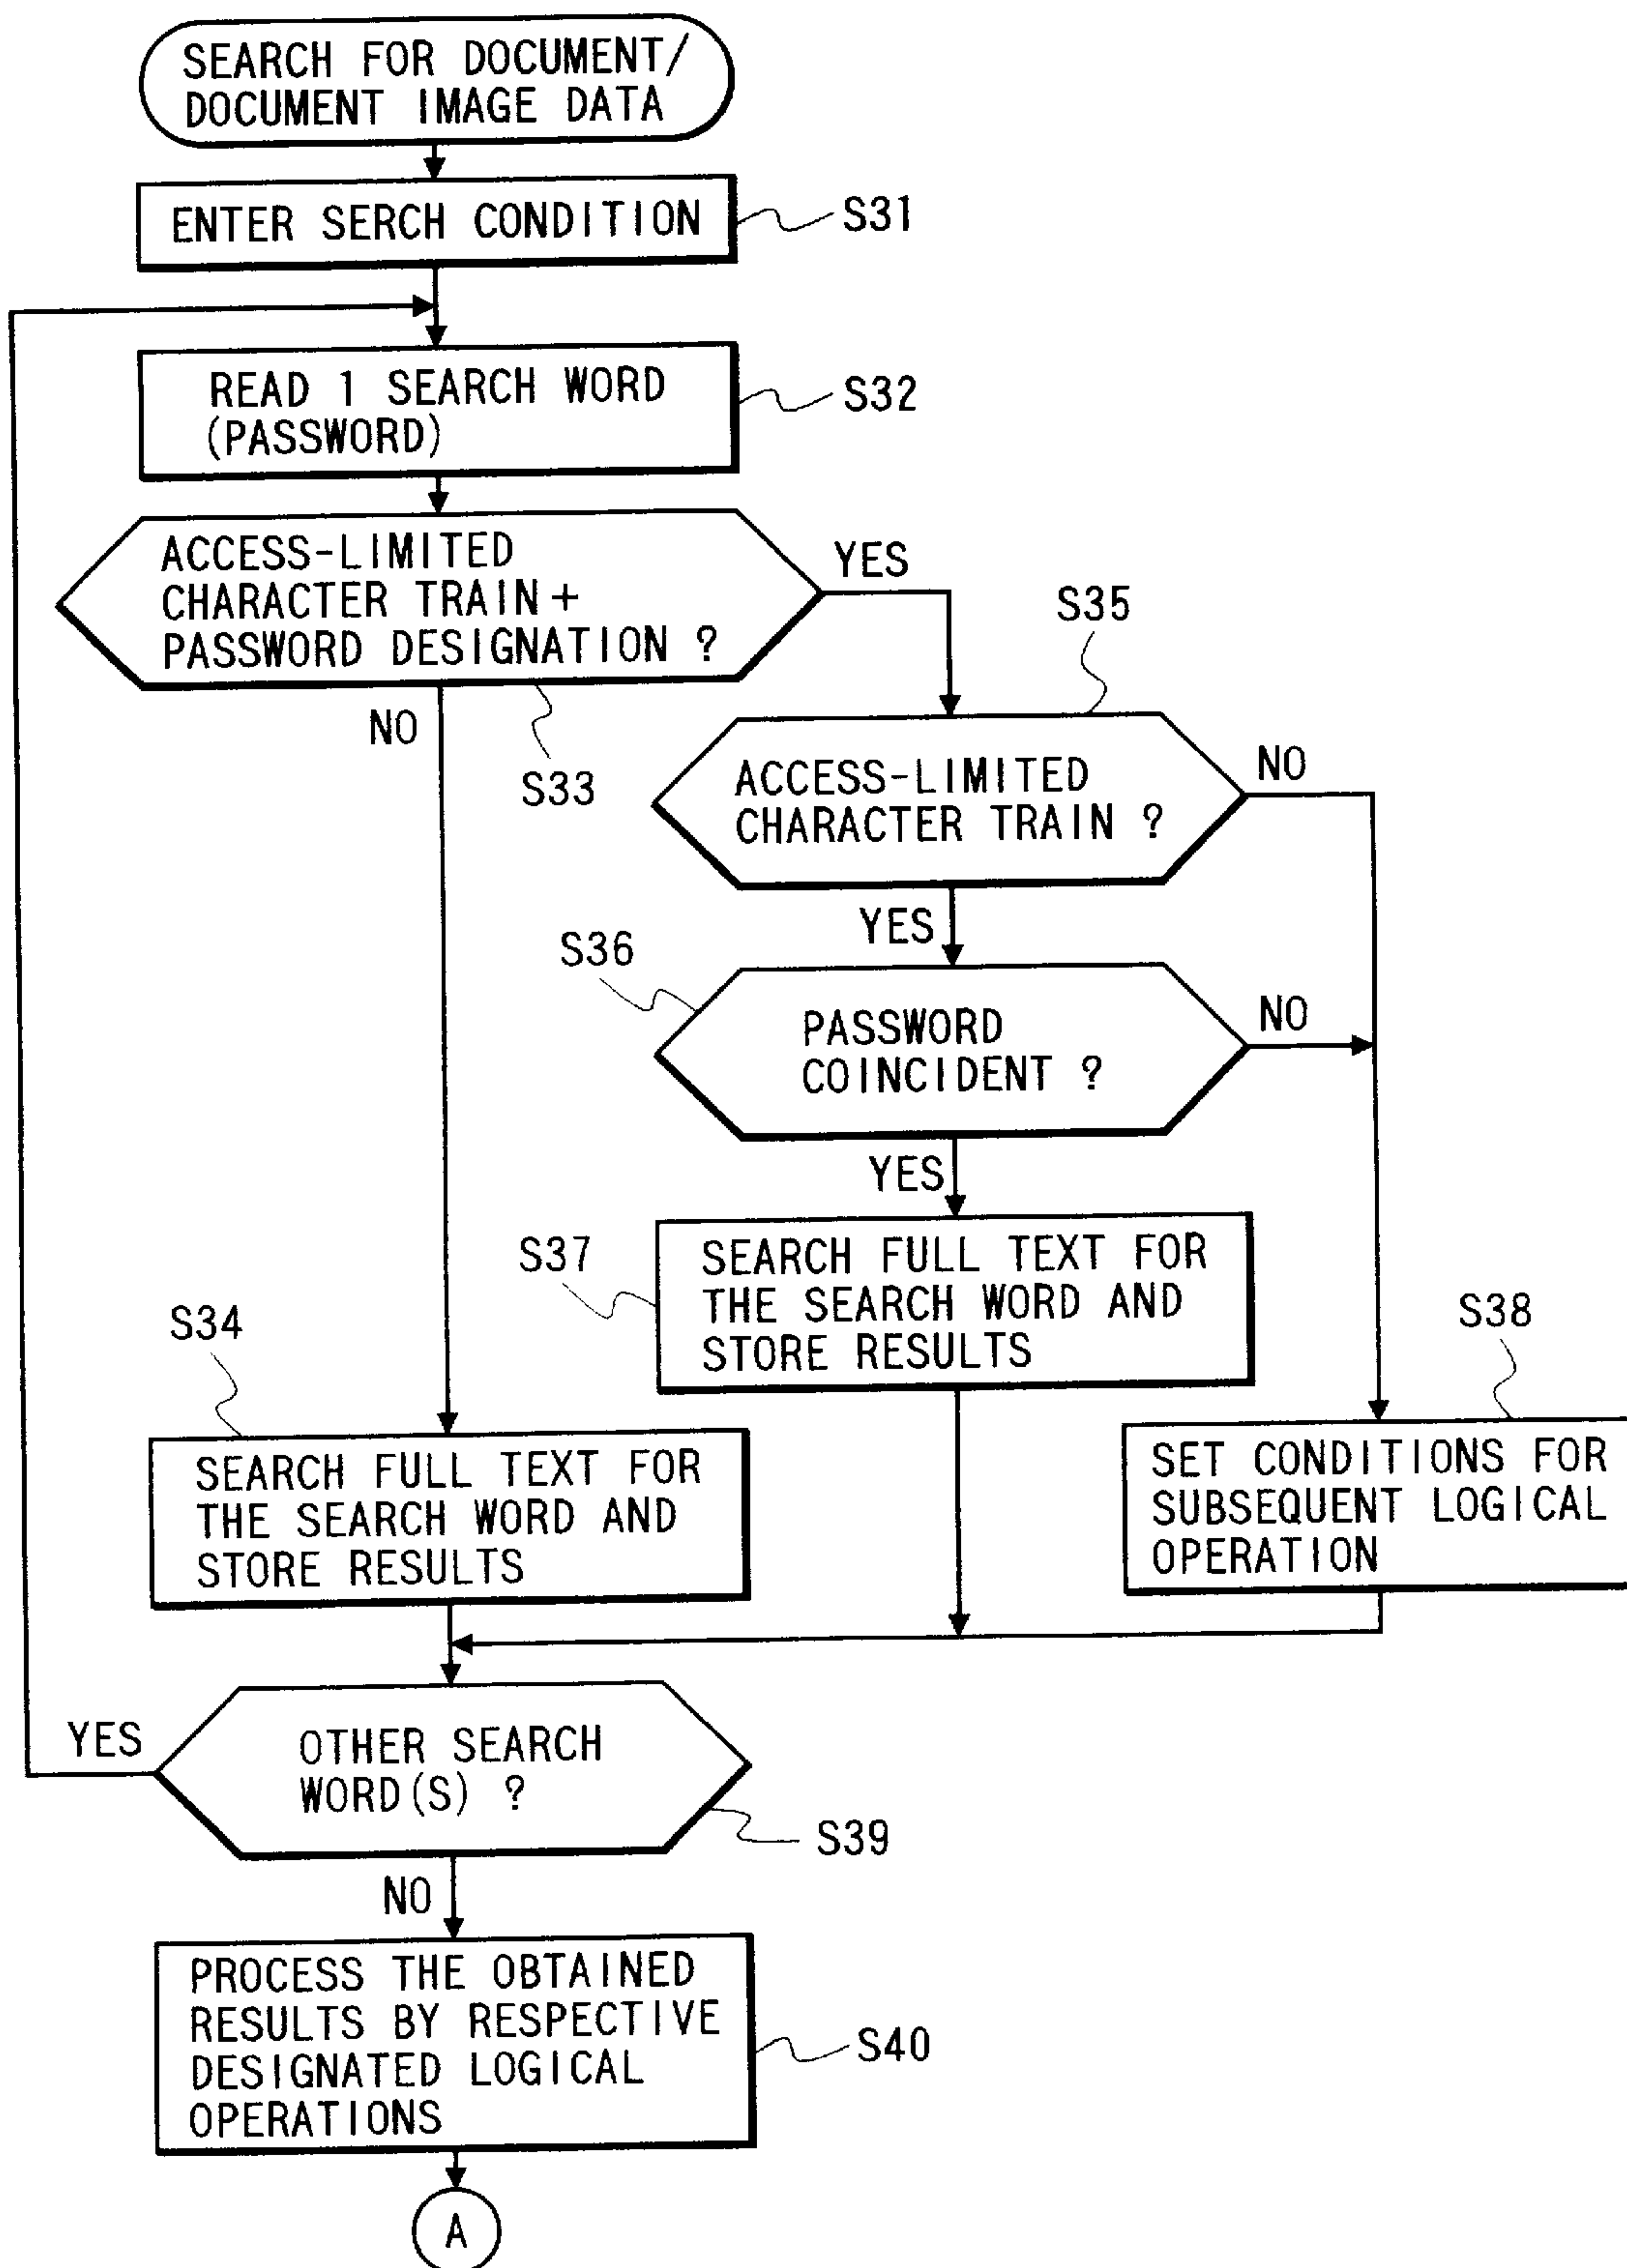 SEARCH FOR DOCUMENT/
DOCUMENT IMAGE DATA
ENTER SERCH CONDITION
S31
READ 1 SEARCH WORD
(PASSWORD)
S32
ACCESS-LIMITED
CHARACTER TRAIN+
PASSWORD DESIGNATION ?
YES
NO
S33
S35
ACCESS-LIMITED
CHARACTER TRAIN ?
NO
YES
S36
PASSWORD
COINCIDENT ?
NO
YES
S37
SEARCH FULL TEXT FOR
THE SEARCH WORD AND
STORE RESULTS
S34
SEARCH FULL TEXT FOR
THE SEARCH WORD AND
STORE RESULTS
S38
SET CONDITIONS FOR
SUBSEQUENT LOGICAL
OPERATION
YES
OTHER SEARCH
WORD(S) ?
S39
NO
PROCESS THE OBTAINED
RESULTS BY RESPECTIVE
DESIGNATED LOGICAL
OPERATIONS
S40
A